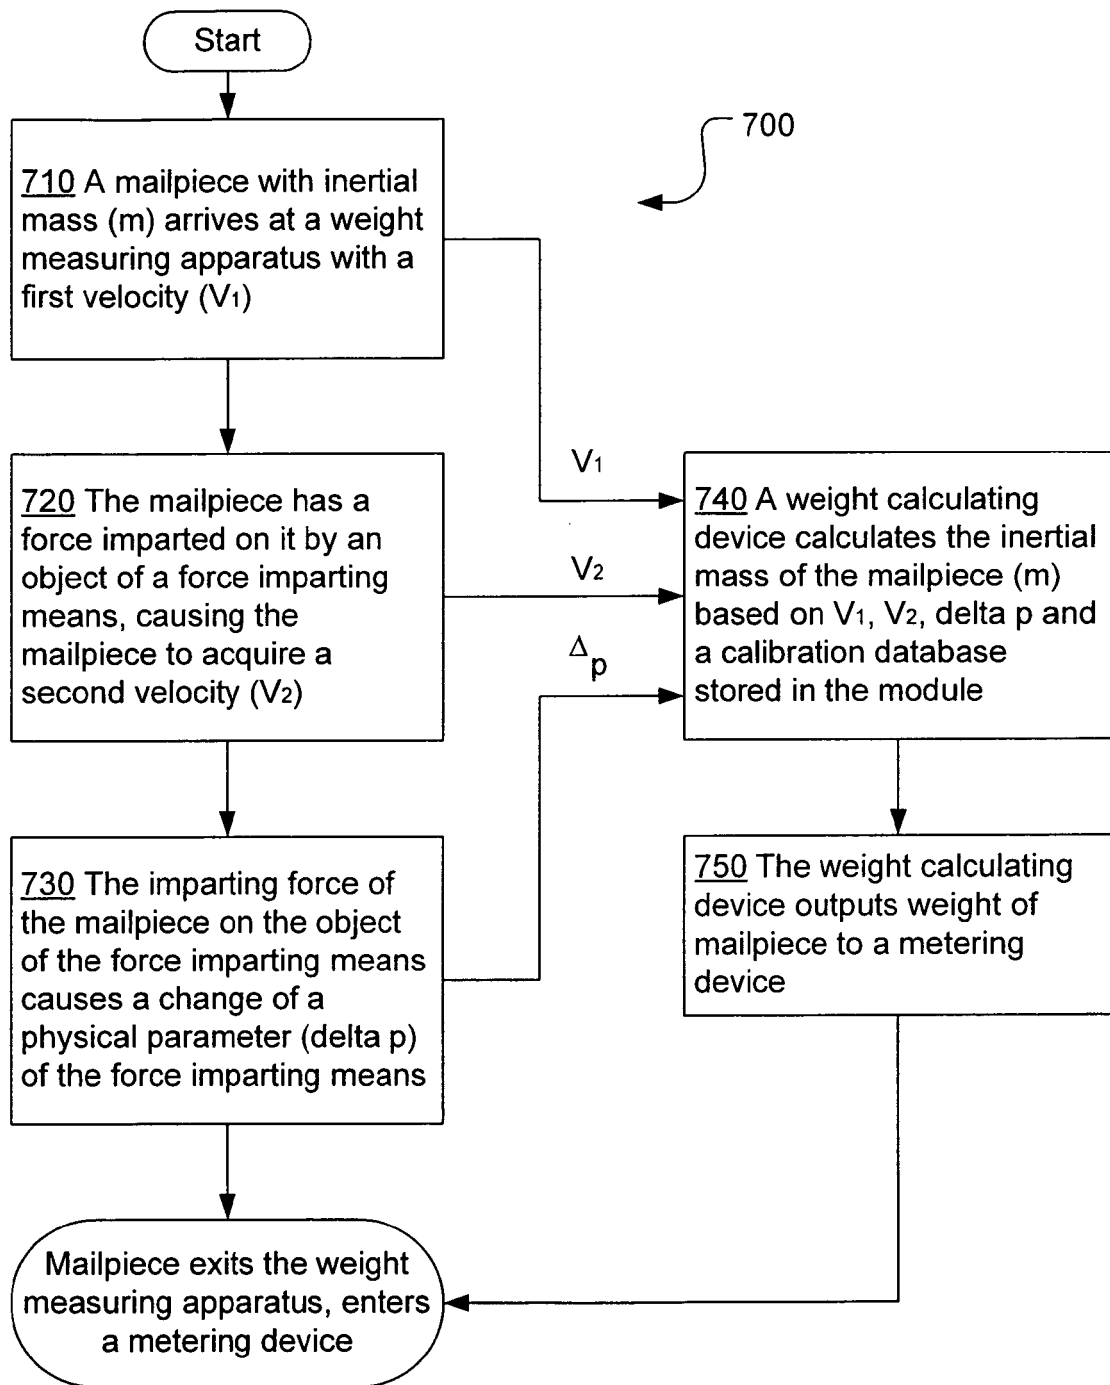 Start
700
710 A mailpiece with inertial
mass (m) arrives at a weight
measuring apparatus with a
first velocity (V1)
720 The mailpiece has a
force imparted on it by an
object of a force imparting
means, causing the
mailpiece to acquire a
second velocity (V2)
730 The imparting force of
the mailpiece on the object
of the force imparting means
causes a change of a
physical parameter (delta p)
of the force imparting means
V1
V2
Δp
740 A weight calculating
device calculates the inertial
mass of the mailpiece (m)
based on V1, V2, delta p and
a calibration database
stored in the module
750 The weight calculating
device outputs weight of
mailpiece to a metering
device
Mailpiece exits the weight
measuring apparatus, enters
a metering device